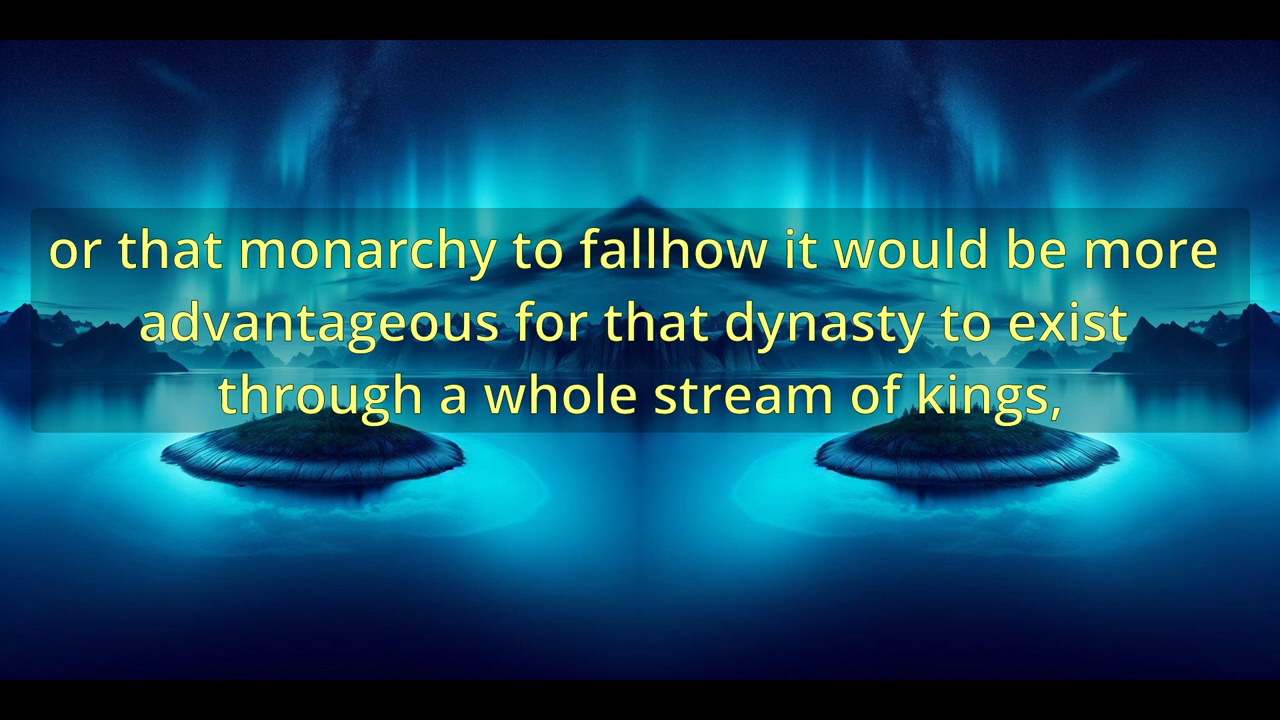 or that monarchy to fallhow it would be more
advantageous for that dynasty to exist
through a whole stream of kings,